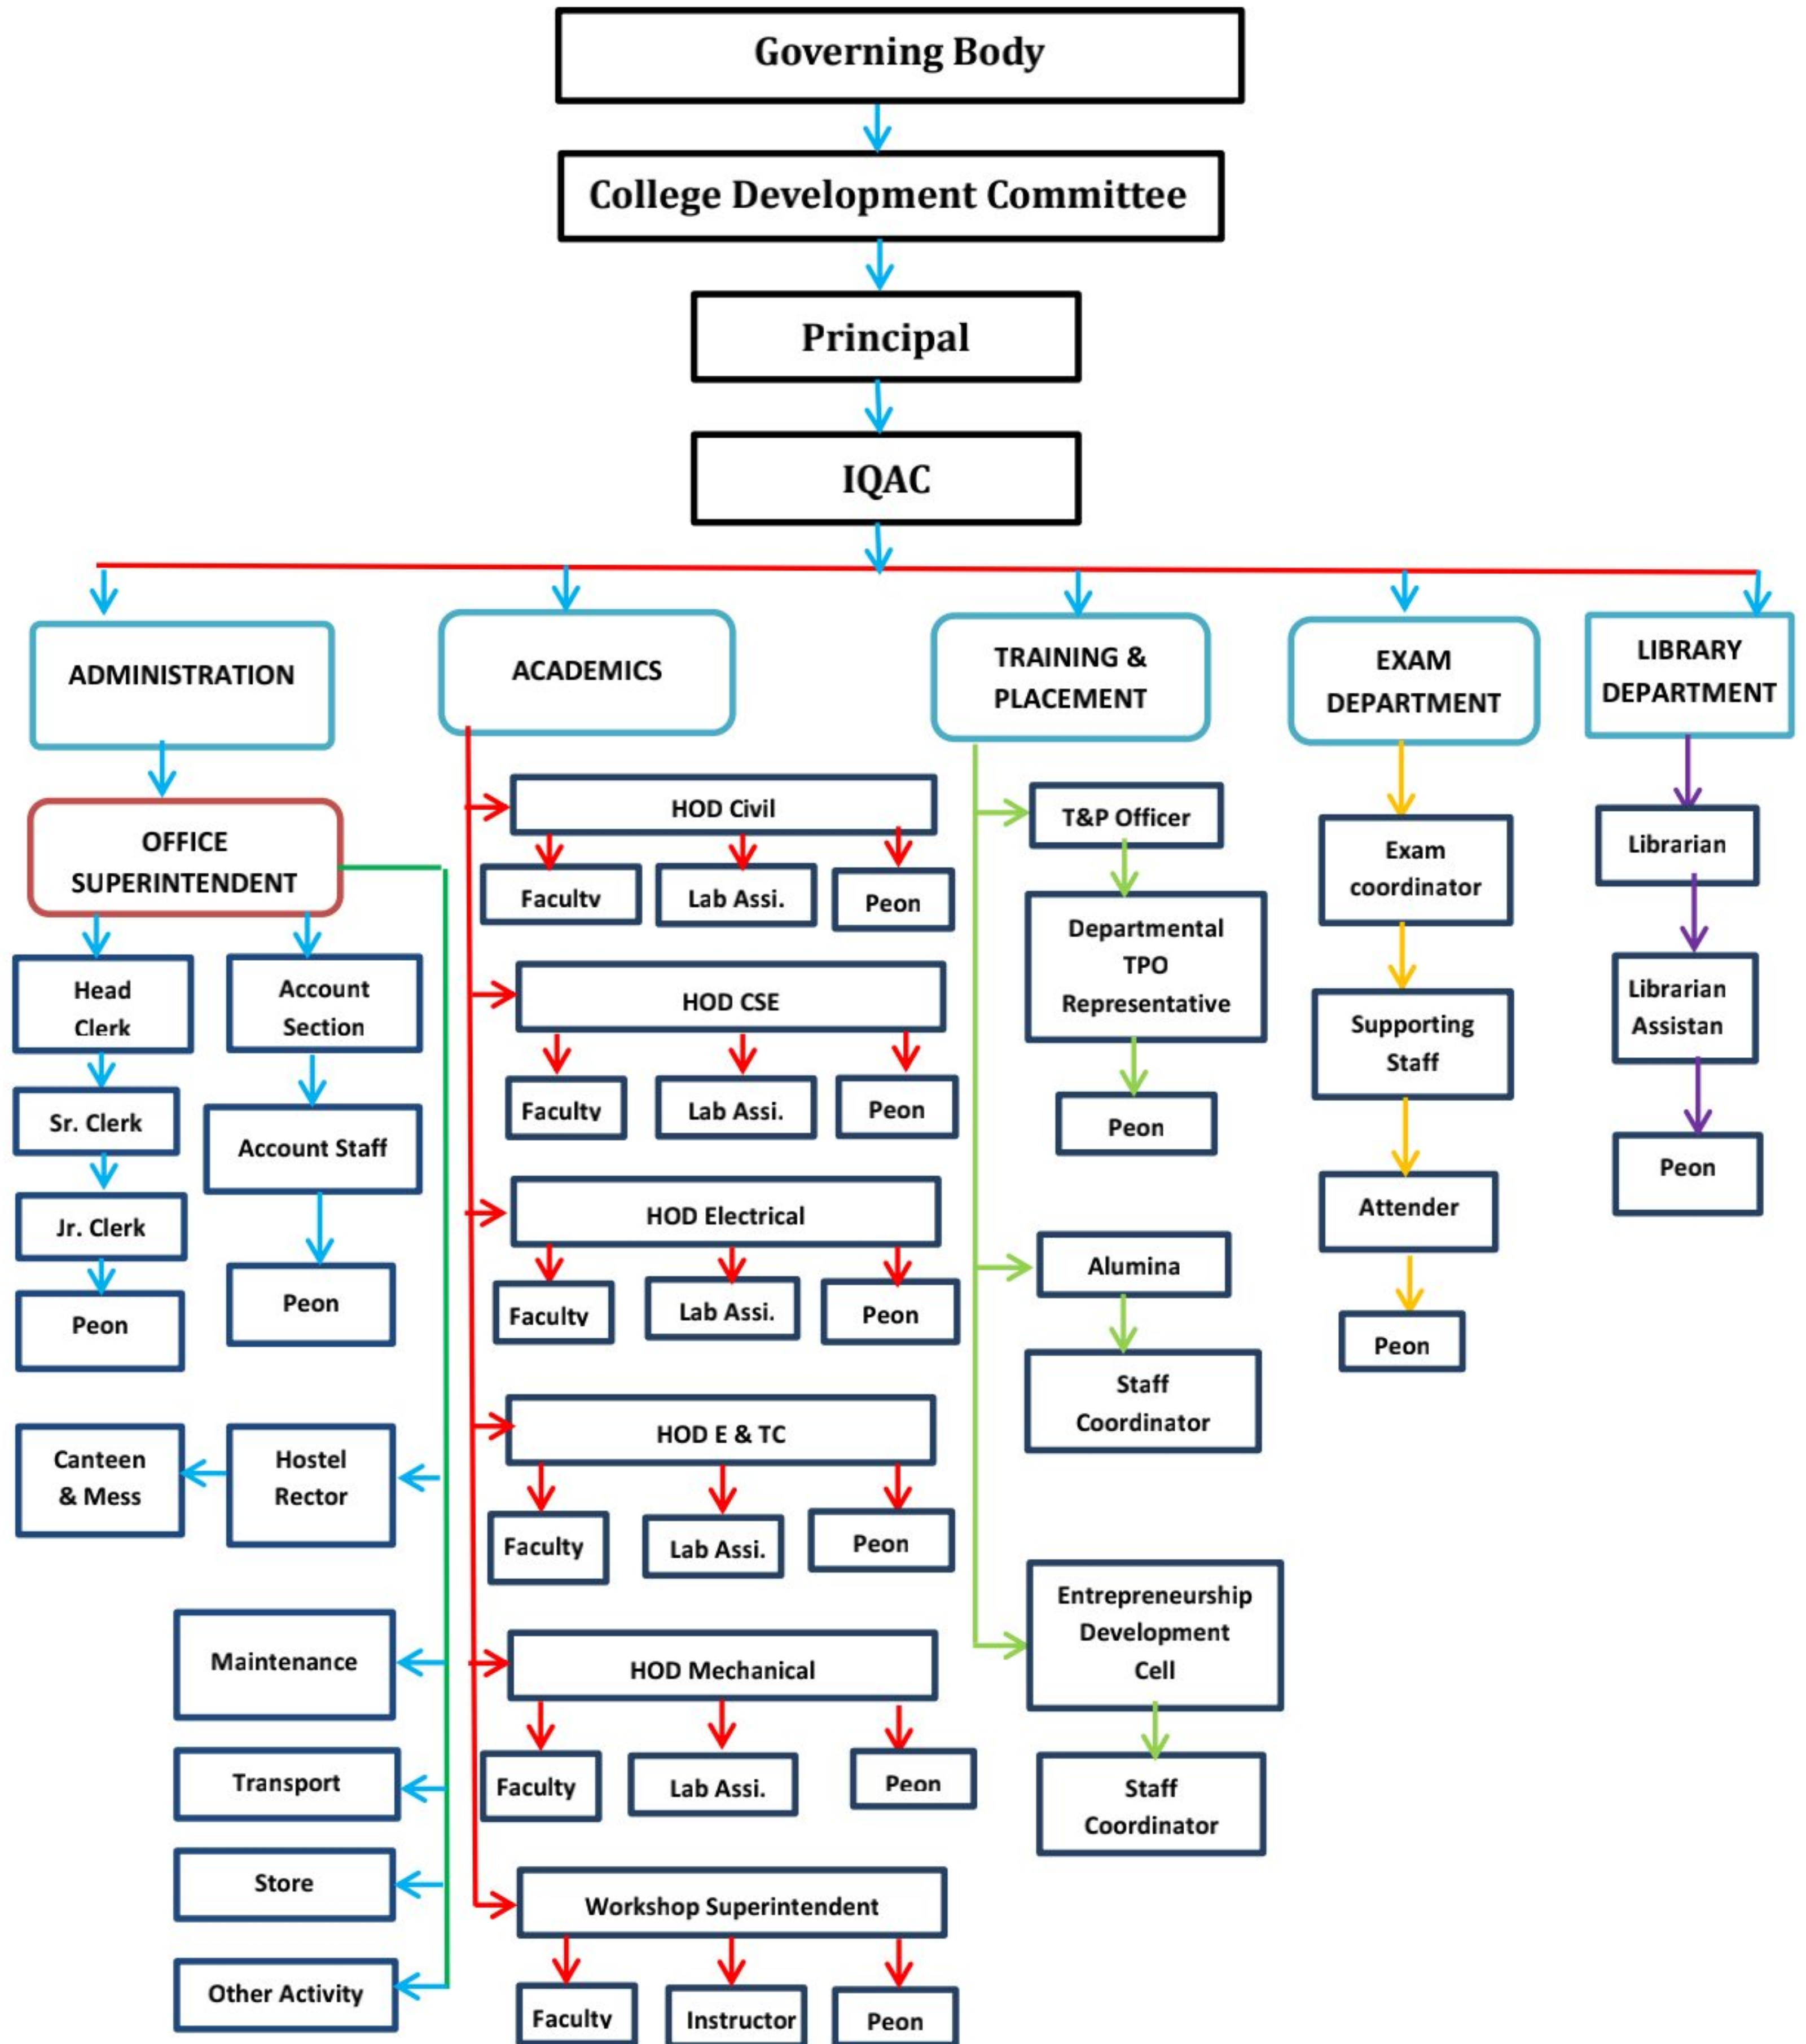 Governing Body
College Development Committee
Principal
IQAC
ADMINISTRATION
OFFICE
SUPERINTENDENT
Head
Clerk
Sr. Clerk
Jr. Clerk
Peon
Account
Section
Account Staff
Peon
Canteen
& Mess
Hostel
Rector
Maintenance
Transport
Store
Other Activity
ACADEMICS
HOD Civil
Faculty
Lab Assi.
Peon
HOD CSE
Faculty
Lab Assi.
Peon
HOD Electrical
Faculty
Lab Assi.
Peon
HOD E & TC
Faculty
Lab Assi.
Peon
HOD Mechanical
Faculty
Lab Assi.
Peon
Workshop Superintendent
Faculty
Instructor
Peon
TRAINING &
PLACEMENT
T&P Officer
Departmental
TPO
Representative
Peon
Alumina
Staff
Coordinator
Entrepreneurship
Development
Cell
Staff
Coordinator
EXAM
DEPARTMENT
Exam
coordinator
Supporting
Staff
Attender
Peon
LIBRARY
DEPARTMENT
Librarian
Librarian
Assistan
Peon